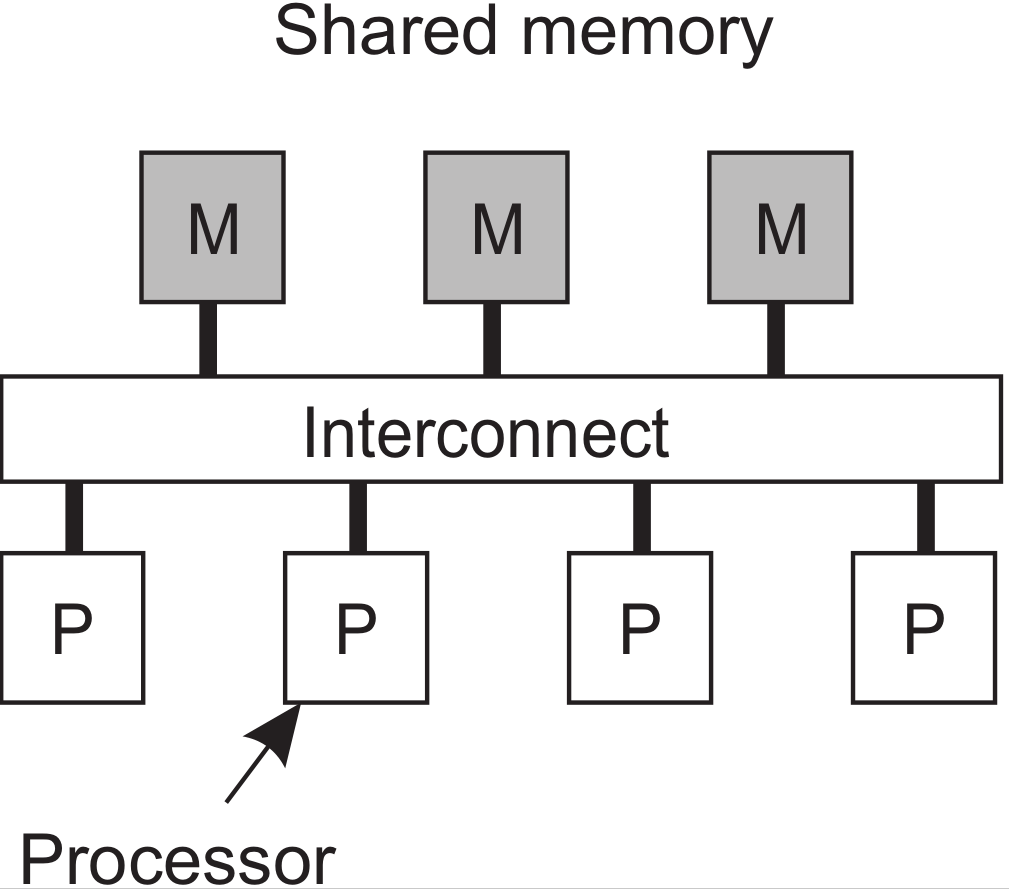 Shared memory
M M M
Interconnect
P P P P
Processor